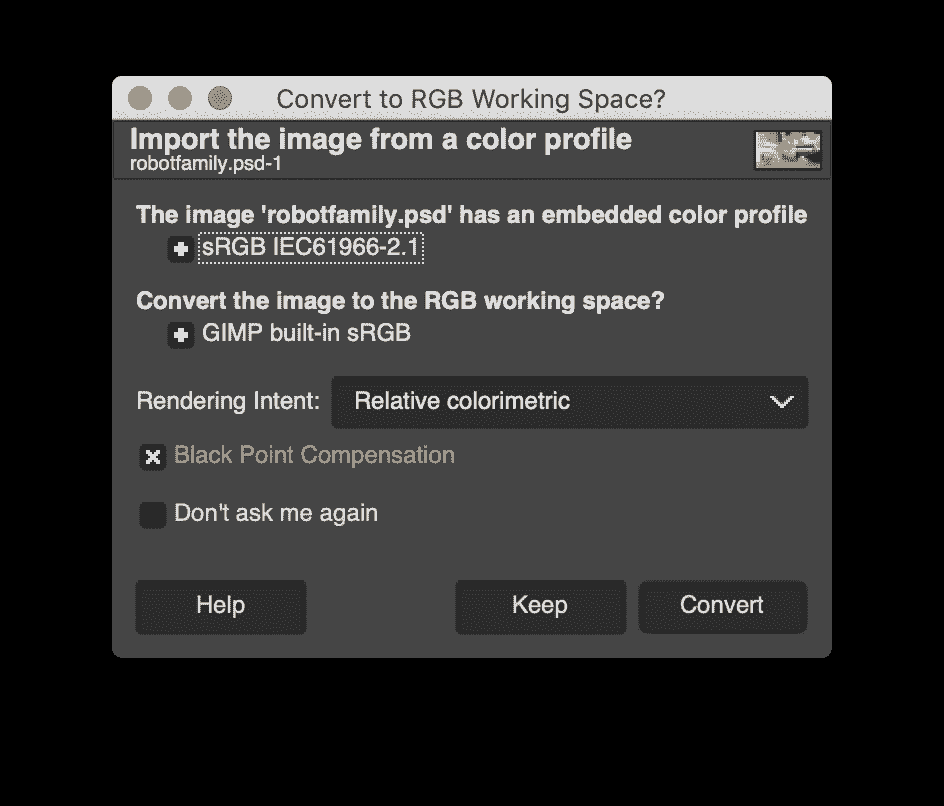 Convert to RGB Working Space?
Import the image from a color profile
robotfamily.psd-1
The image 'robotfamily.psd' has an embedded color profile
sRGB IEC61966-2.1
Convert the image to the RGB working space?
GIMP built-in sRGB
Rendering Intent: Relative colorimetric
Black Point Compensation
Don't ask me again
Help Keep Convert